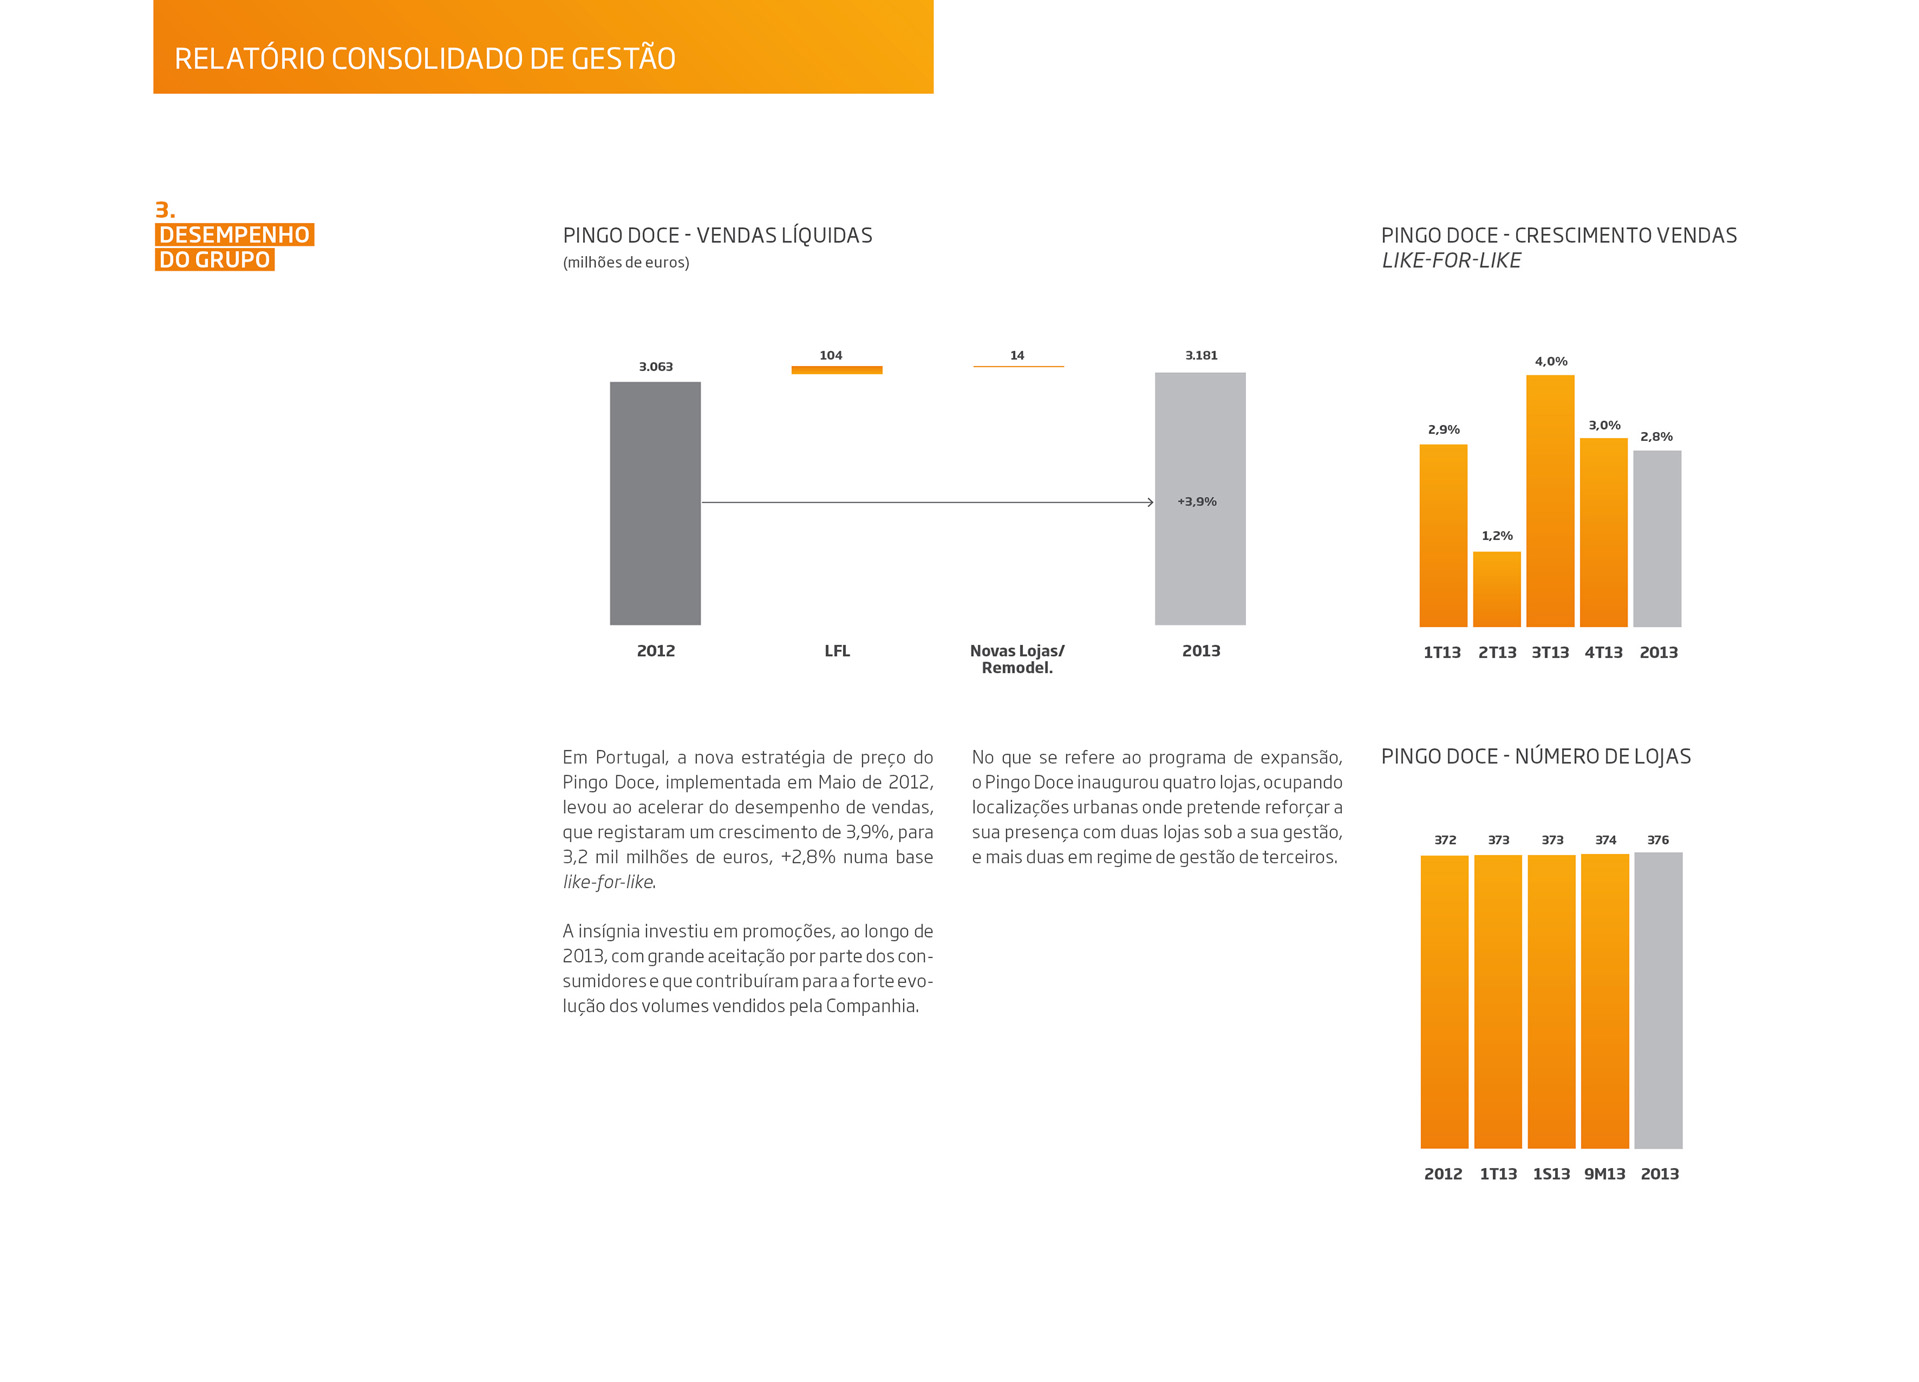 RELATÓRIO CONSOLIDADO DE GESTÃO
3.
DESEMPENHO
DO GRUPO
PINGO DOCE - VENDAS LÍQUIDAS
(milhões de euros)
3.063
104
14
3.181
+3,9%
2012
LFL
Novas Lojas/
Remodel.
2013
PINGO DOCE - CRESCIMENTO VENDAS
LIKE-FOR-LIKE
2,9%
1,2%
4,0%
3,0%
2,8%
1T13
2T13
3T13
4T13
2013
Em Portugal, a nova estratégia de preço do
Pingo Doce, implementada em Maio de 2012,
levou ao acelerar do desempenho de vendas,
que registaram um crescimento de 3,9%, para
3,2 mil milhões de euros, +2,8% numa base
like-for-like.
A insígnia investiu em promoções, ao longo de
2013, com grande aceitação por parte dos con-
sumidores e que contribuíram para a forte evo-
lução dos volumes vendidos pela Companhia.
No que se refere ao programa de expansão,
o Pingo Doce inaugurou quatro lojas, ocupando
localizações urbanas onde pretende reforçar a
sua presença com duas lojas sob a sua gestão,
e mais duas em regime de gestão de terceiros.
PINGO DOCE - NÚMERO DE LOJAS
372
373
373
374
376
2012
1T13
1S13
9M13
2013